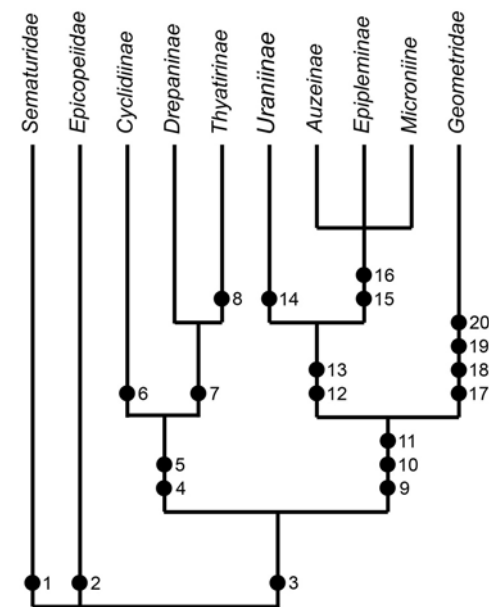 Sematuridae
Epicopeiidae
Cyclidiinae
Drepaninae
Thyatirinae
Uraniinae
Auzeinae
Epipleminae
Microniine
Geometridae
16
8
14
15
20
19
13
18
6
7
12
17
11
5
10
4
9
1
2
3